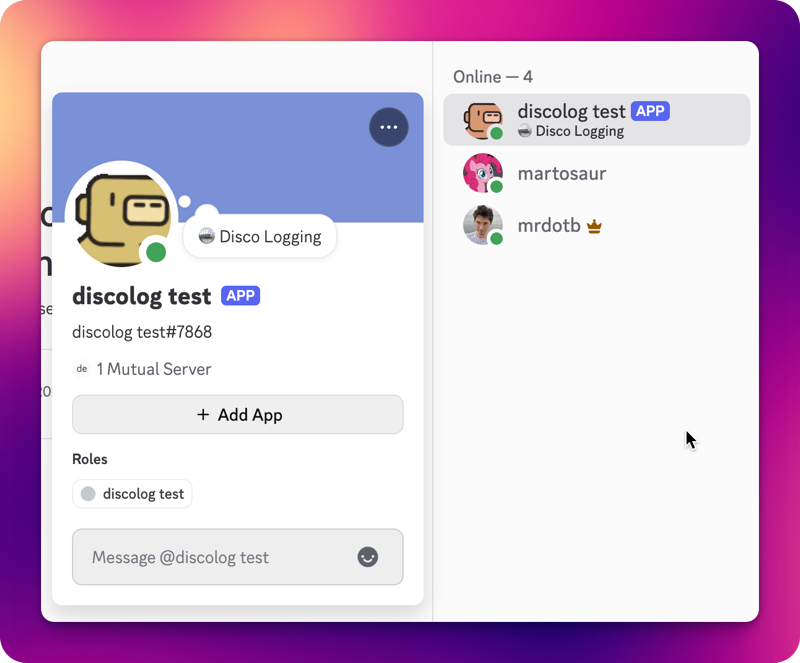 Disco Logging
discolog test APP
discolog test#7868
de 1 Mutual Server
+ Add App
Roles
discolog test
Message @discolog test
Online — 4
discolog test APP
Disco Logging
martosaur
mrdotb